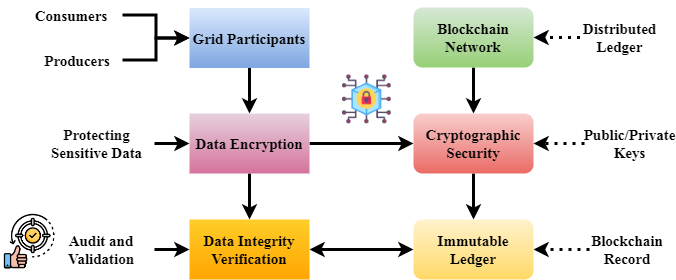 Consumers
Producers
Grid Participants
Blockchain
Network
Distributed
Ledger
Protecting
Sensitive Data
Data Encryption
Cryptographic
Security
Public/Private
Keys
Audit and
Validation
Data Integrity
Verification
Immutable
Ledger
Blockchain
Record